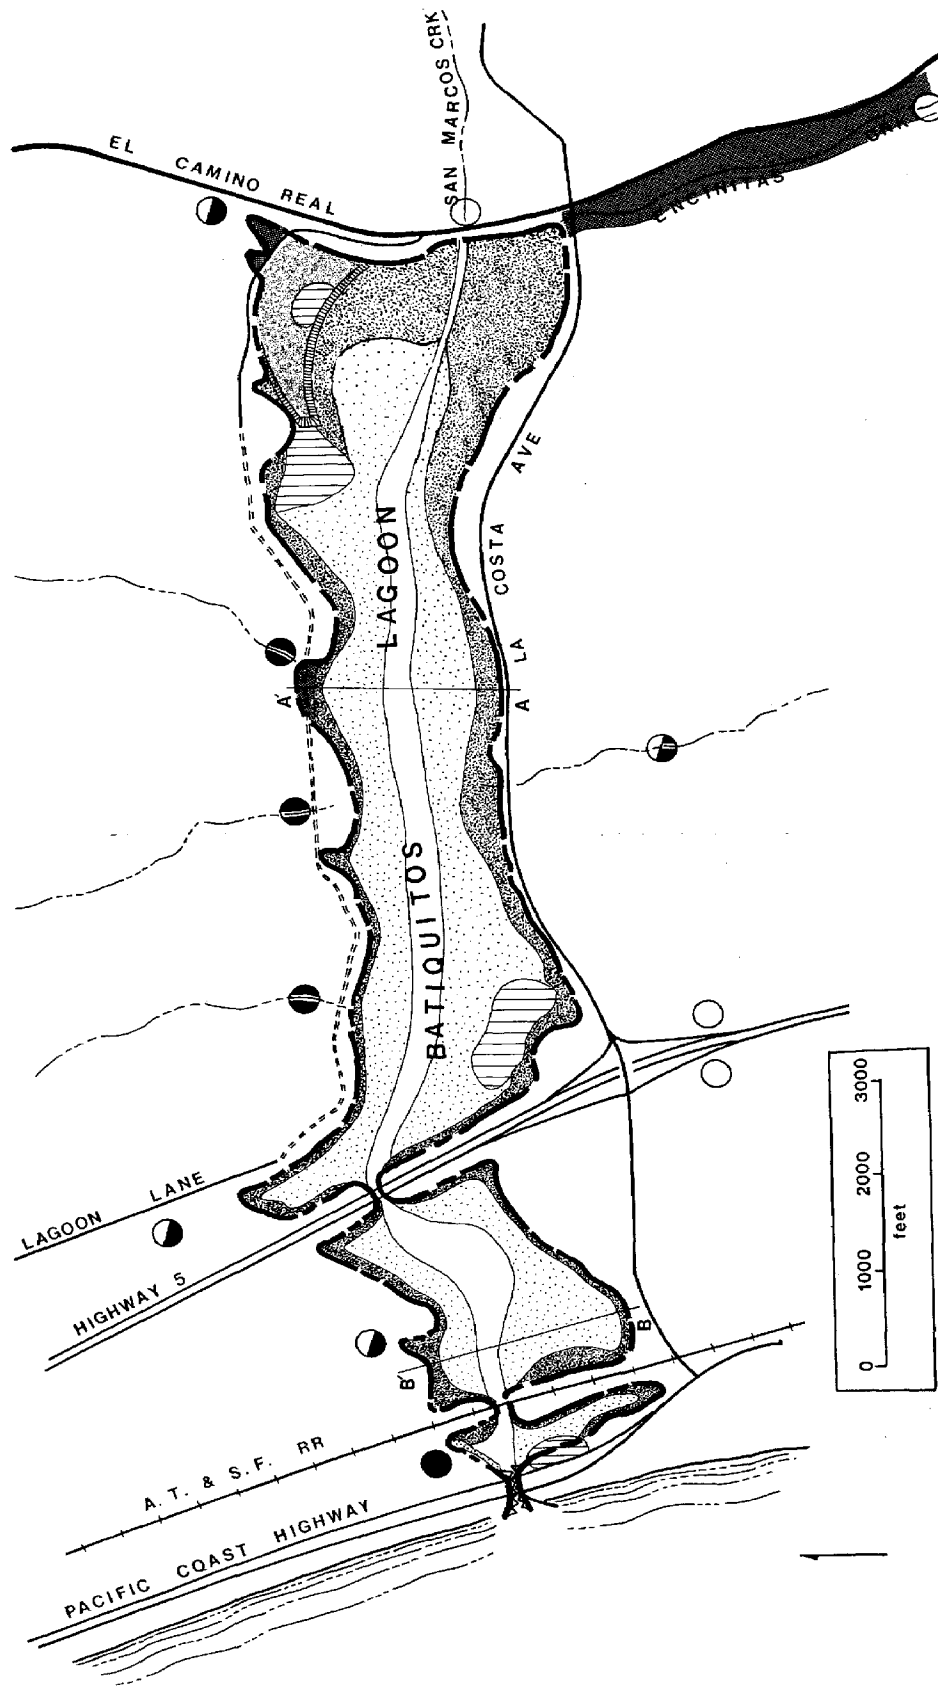 SAN MARCOS CRK
EL CAMINO REAL
ENCINITAS CRK
LAGOON
AVE
COSTA
LA
A'
A
BATIQUITOS
LAGOON LANE
HIGHWAY 5
B
B'
A.T. & S.F. RR
PACIFIC COAST HIGHWAY
0 1000 2000 3000
feet